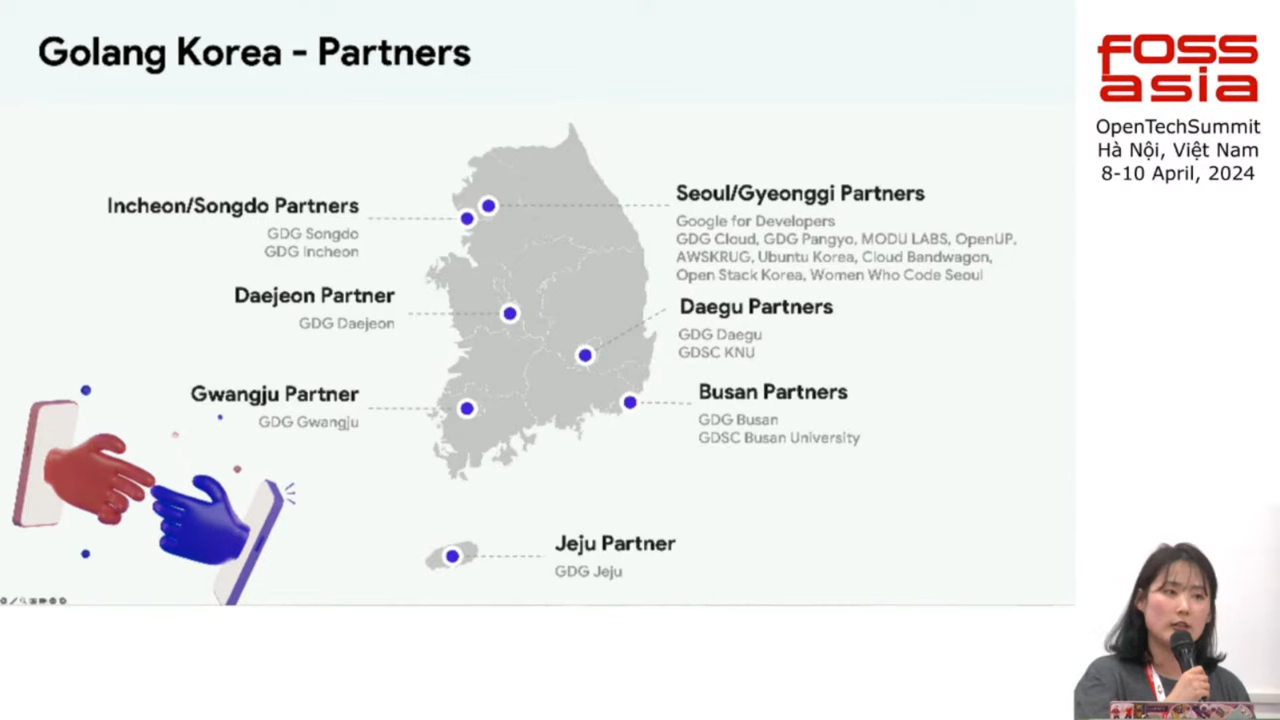 Golang Korea - Partners
Incheon/Songdo Partners
GDG Songdo
GDG Incheon
Seoul/Gyeonggi Partners
Google for Developers
GDG Cloud, GDG Pangyo, MODU LABS, OpenUP,
AWSKRUG, Ubuntu Korea, Cloud Bandwagon,
Open Stack Korea, Women Who Code Seoul
Daejeon Partner
GDG Daejeon
Daegu Partners
GDG Daegu
GDSC KNU
Gwangju Partner
GDG Gwangju
Busan Partners
GDG Busan
GDSC Busan University
Jeju Partner
GDG Jeju
FOSS
asia
OpenTechSummit
Hà Nội, Việt Nam
8-10 April, 2024